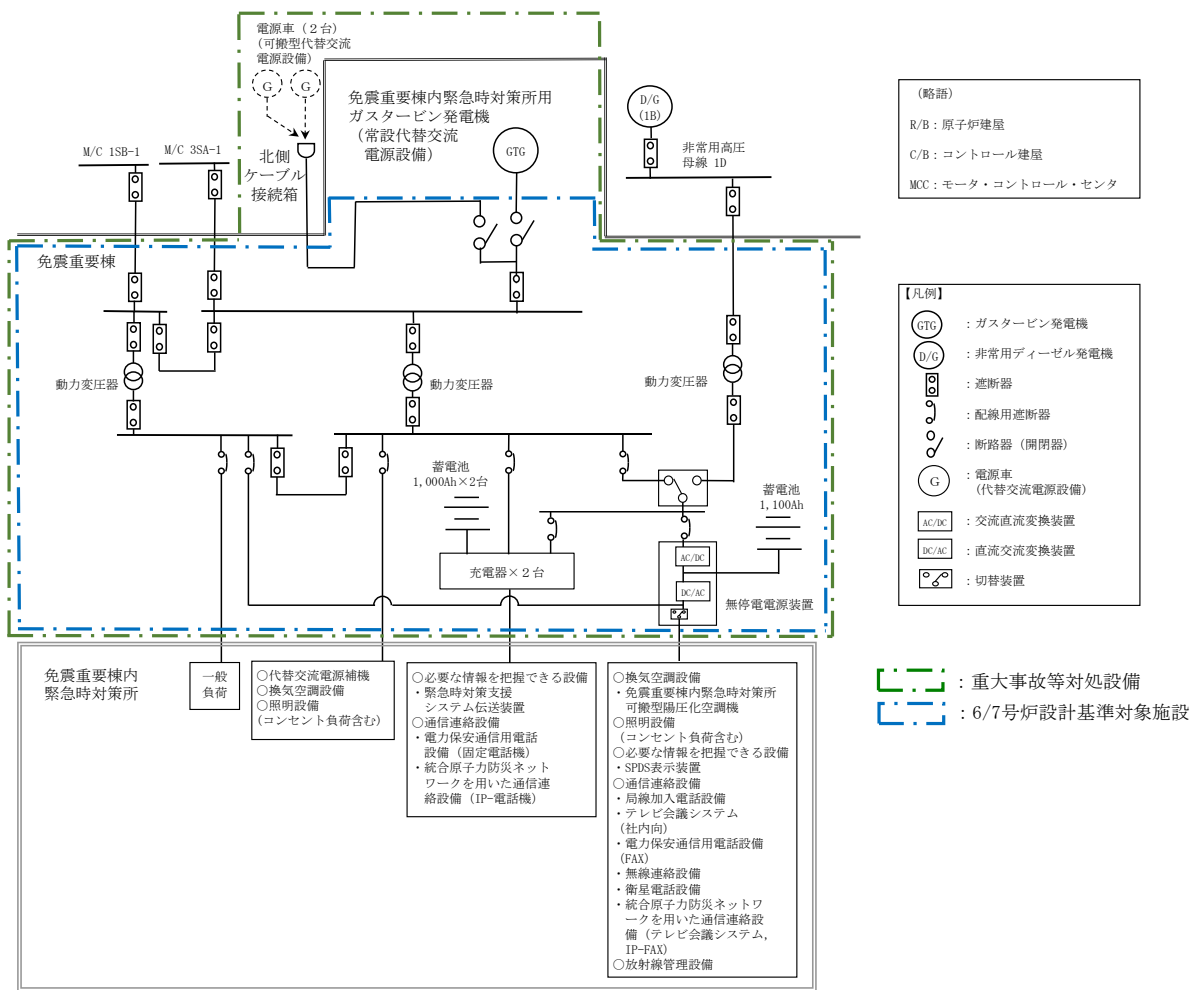 電源車（２台）
(可搬型代替交流
電源設備）
G
G
免震重要棟内緊急時対策所用
ガスタービン発電機
（常設代替交流
電源設備）
GTG
D/G
(1B)
非常用高圧
母線 1D
M/C 1SB-1
M/C 3SA-1
北側
ケーブル
接続箱
免震重要棟
動力変圧器
動力変圧器
動力変圧器
蓄電池
1,000Ah×2台
蓄電池
1,100Ah
充電器×２台
AC/DC
DC/AC
無停電電源装置
免震重要棟内
緊急時対策所
一般
負荷
○代替交流電源補機
○換気空調設備
○照明設備
(コンセント負荷含む)
○必要な情報を把握できる設備
・緊急時対策支援
システム伝送装置
○通信連絡設備
・電力保安通信用電話
設備（固定電話機）
・統合原子力防災ネット
ワークを用いた通信連
絡設備（IP-電話機）
○換気空調設備
・免震重要棟内緊急時対策所
可搬型陽圧化空調機
○照明設備
(コンセント負荷含む)
○必要な情報を把握できる設備
・SPDS表示装置
○通信連絡設備
・局線加入電話設備
・テレビ会議システム
(社内向)
・電力保安通信用電話設備
(FAX)
・無線連絡設備
・衛星電話設備
・統合原子力防災ネットワ
ークを用いた通信連絡設
備（テレビ会議システム,
IP-FAX）
○放射線管理設備
（略語）
R/B：原子炉建屋
C/B：コントロール建屋
MCC：モータ・コントロール・センタ
【凡例】
GTG ：ガスタービン発電機
D/G ：非常用ディーゼル発電機
：遮断器
：配線用遮断器
：断路器（開閉器）
G ：電源車
(代替交流電源設備）
AC/DC ：交流直流変換装置
DC/AC ：直流交流変換装置
：切替装置
：重大事故等対処設備
：6/7号炉設計基準対象施設